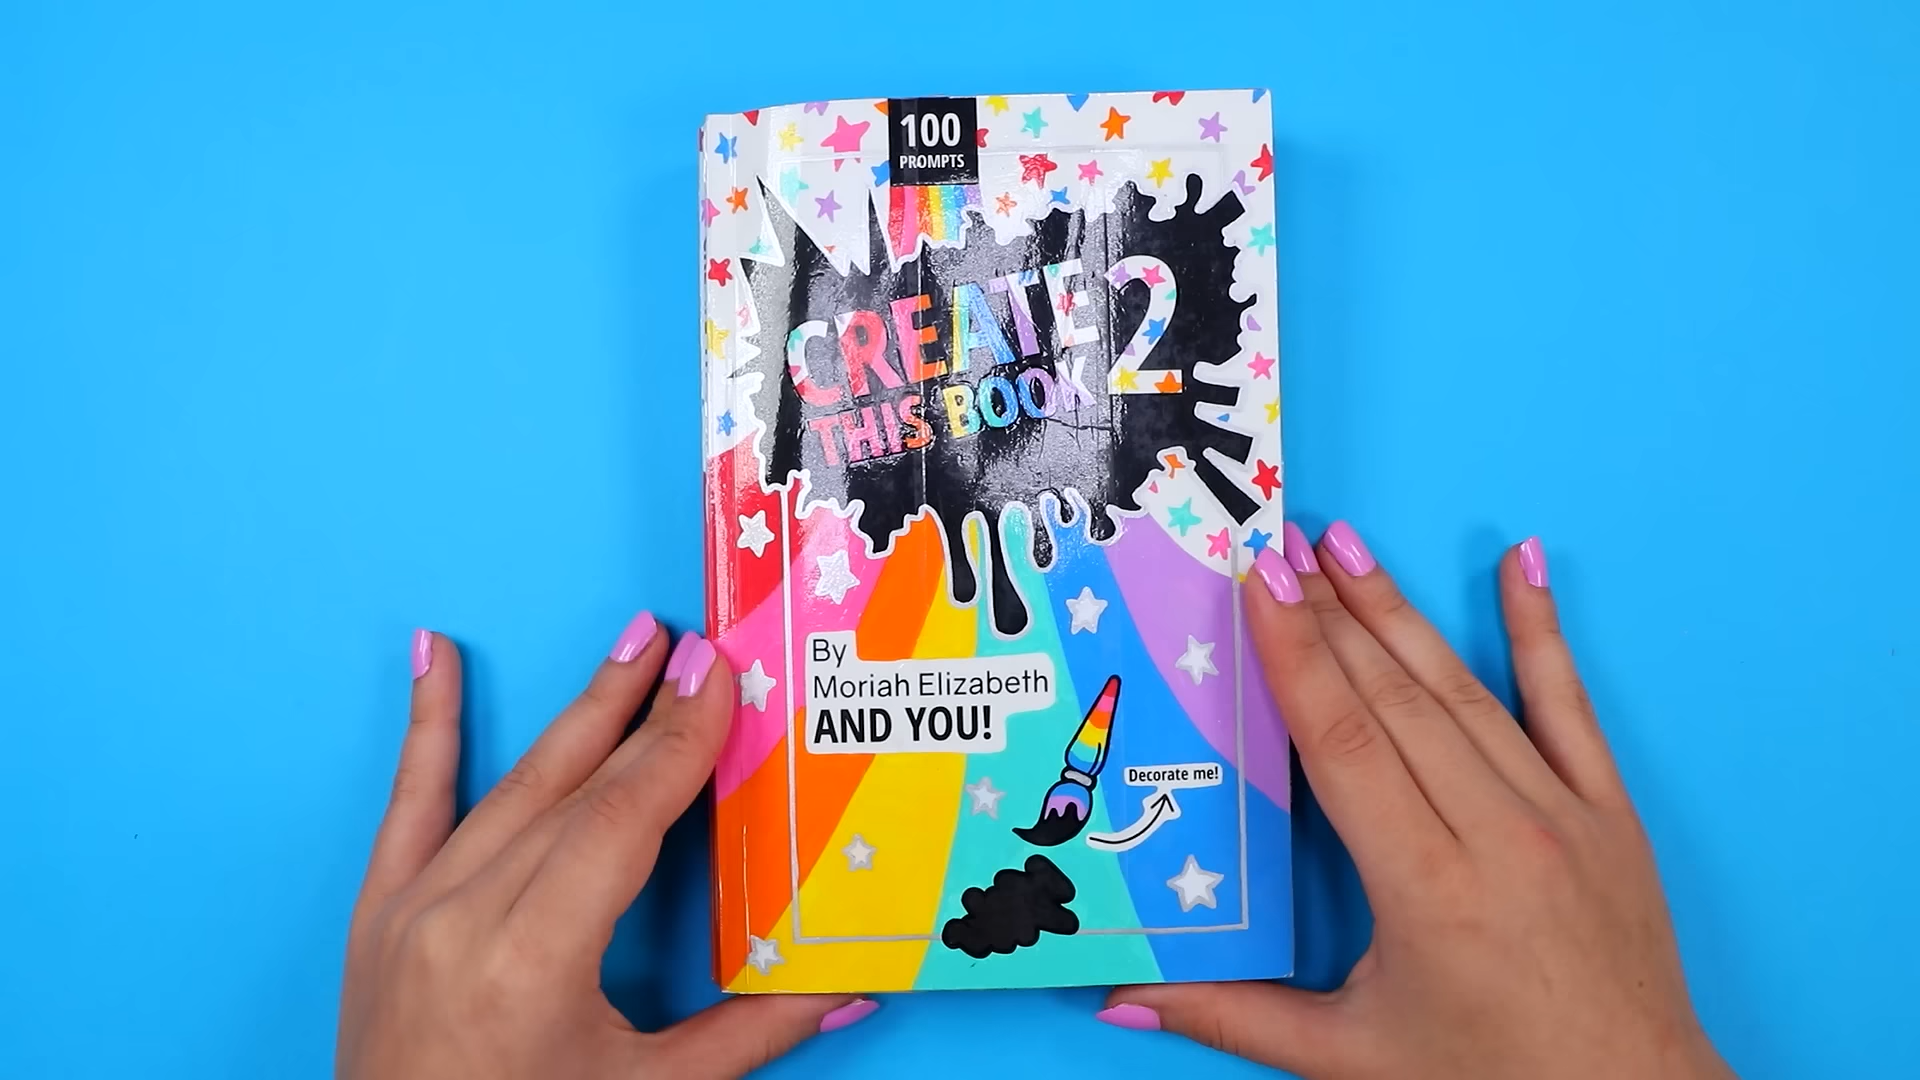 100
PROMPTS
CREATE 2
THIS BOOK
By
Moriah Elizabeth
AND YOU!
Decorate me!